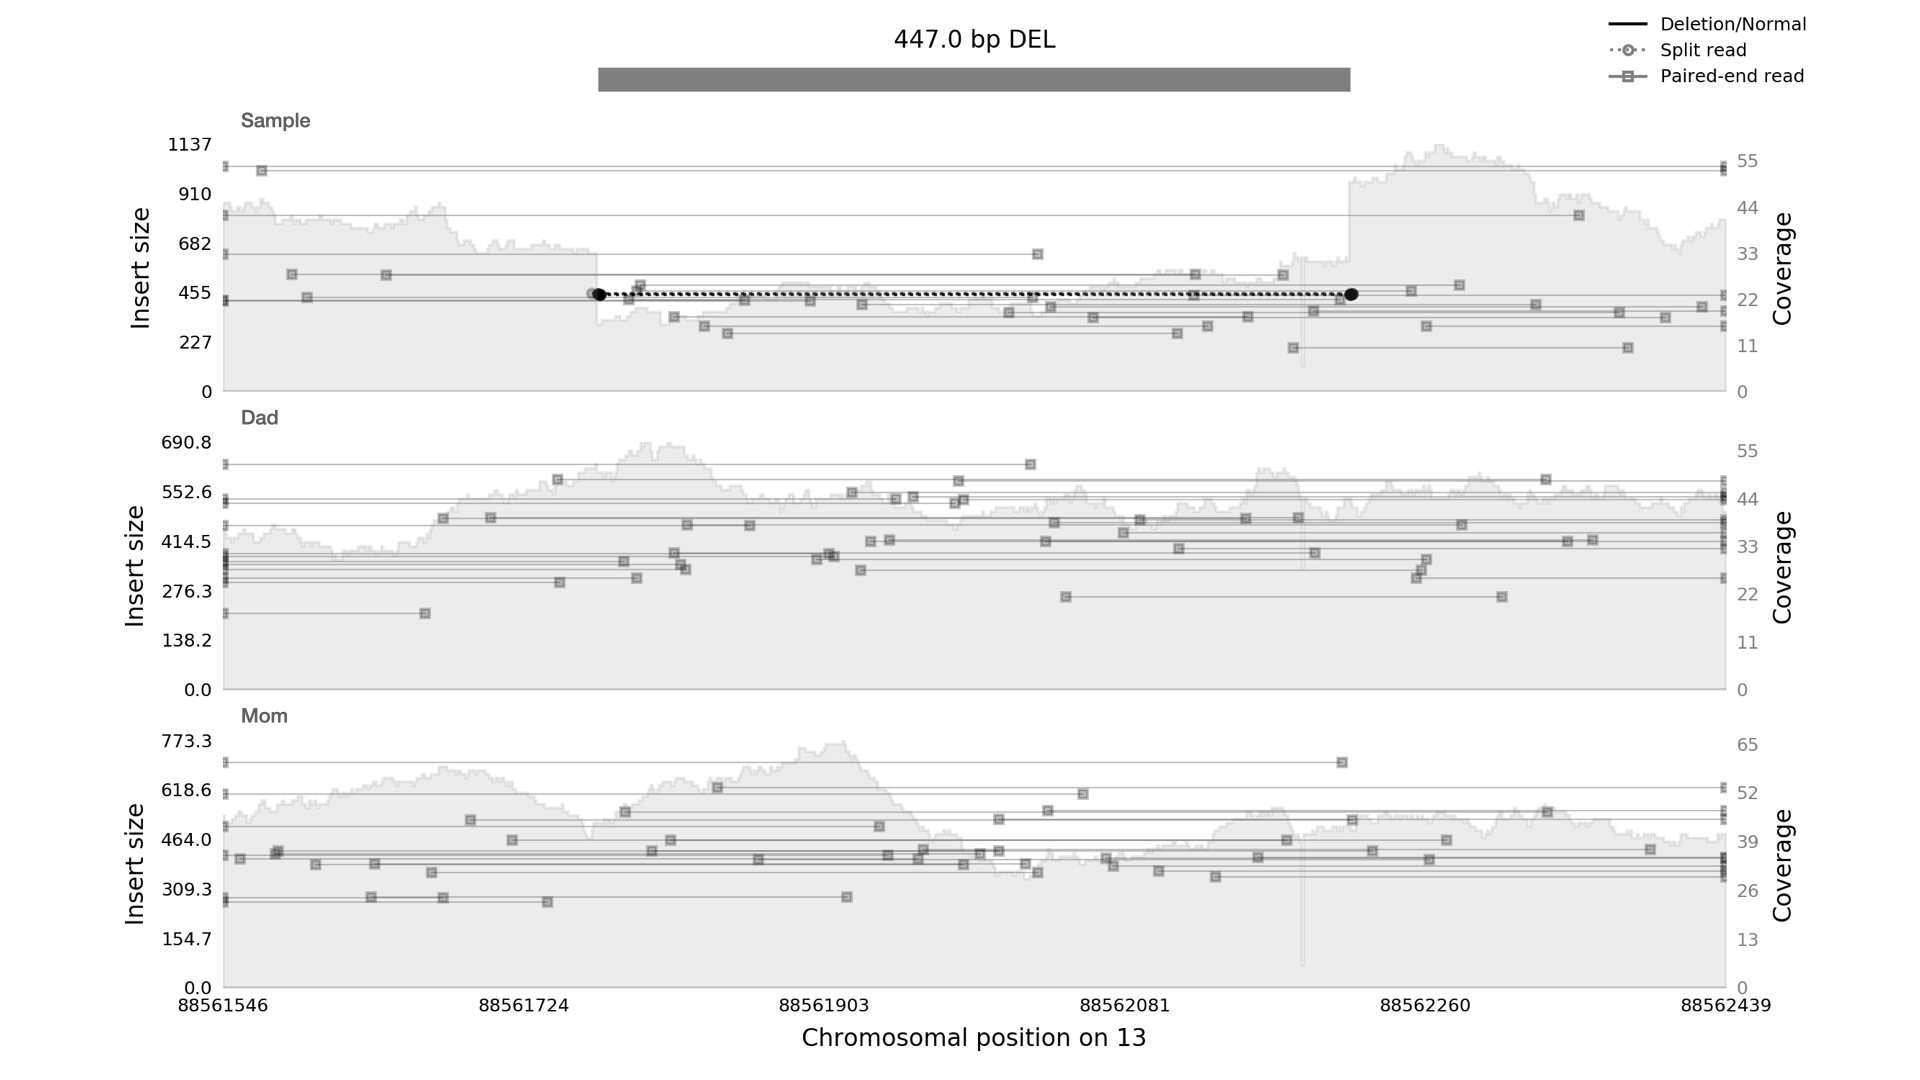 447.0 bp DEL
Deletion/Normal
Split read
Paired-end read
Sample
1137
910
682
455
227
0
Insert size
55
44
33
22
11
0
Coverage
Dad
690.8
552.6
414.5
276.3
138.2
0.0
Insert size
55
44
33
22
11
0
Coverage
Mom
773.3
618.6
464.0
309.3
154.7
0.0
Insert size
65
52
39
26
13
0
Coverage
88561546 88561724 88561903 88562081 88562260 88562439
Chromosomal position on 13